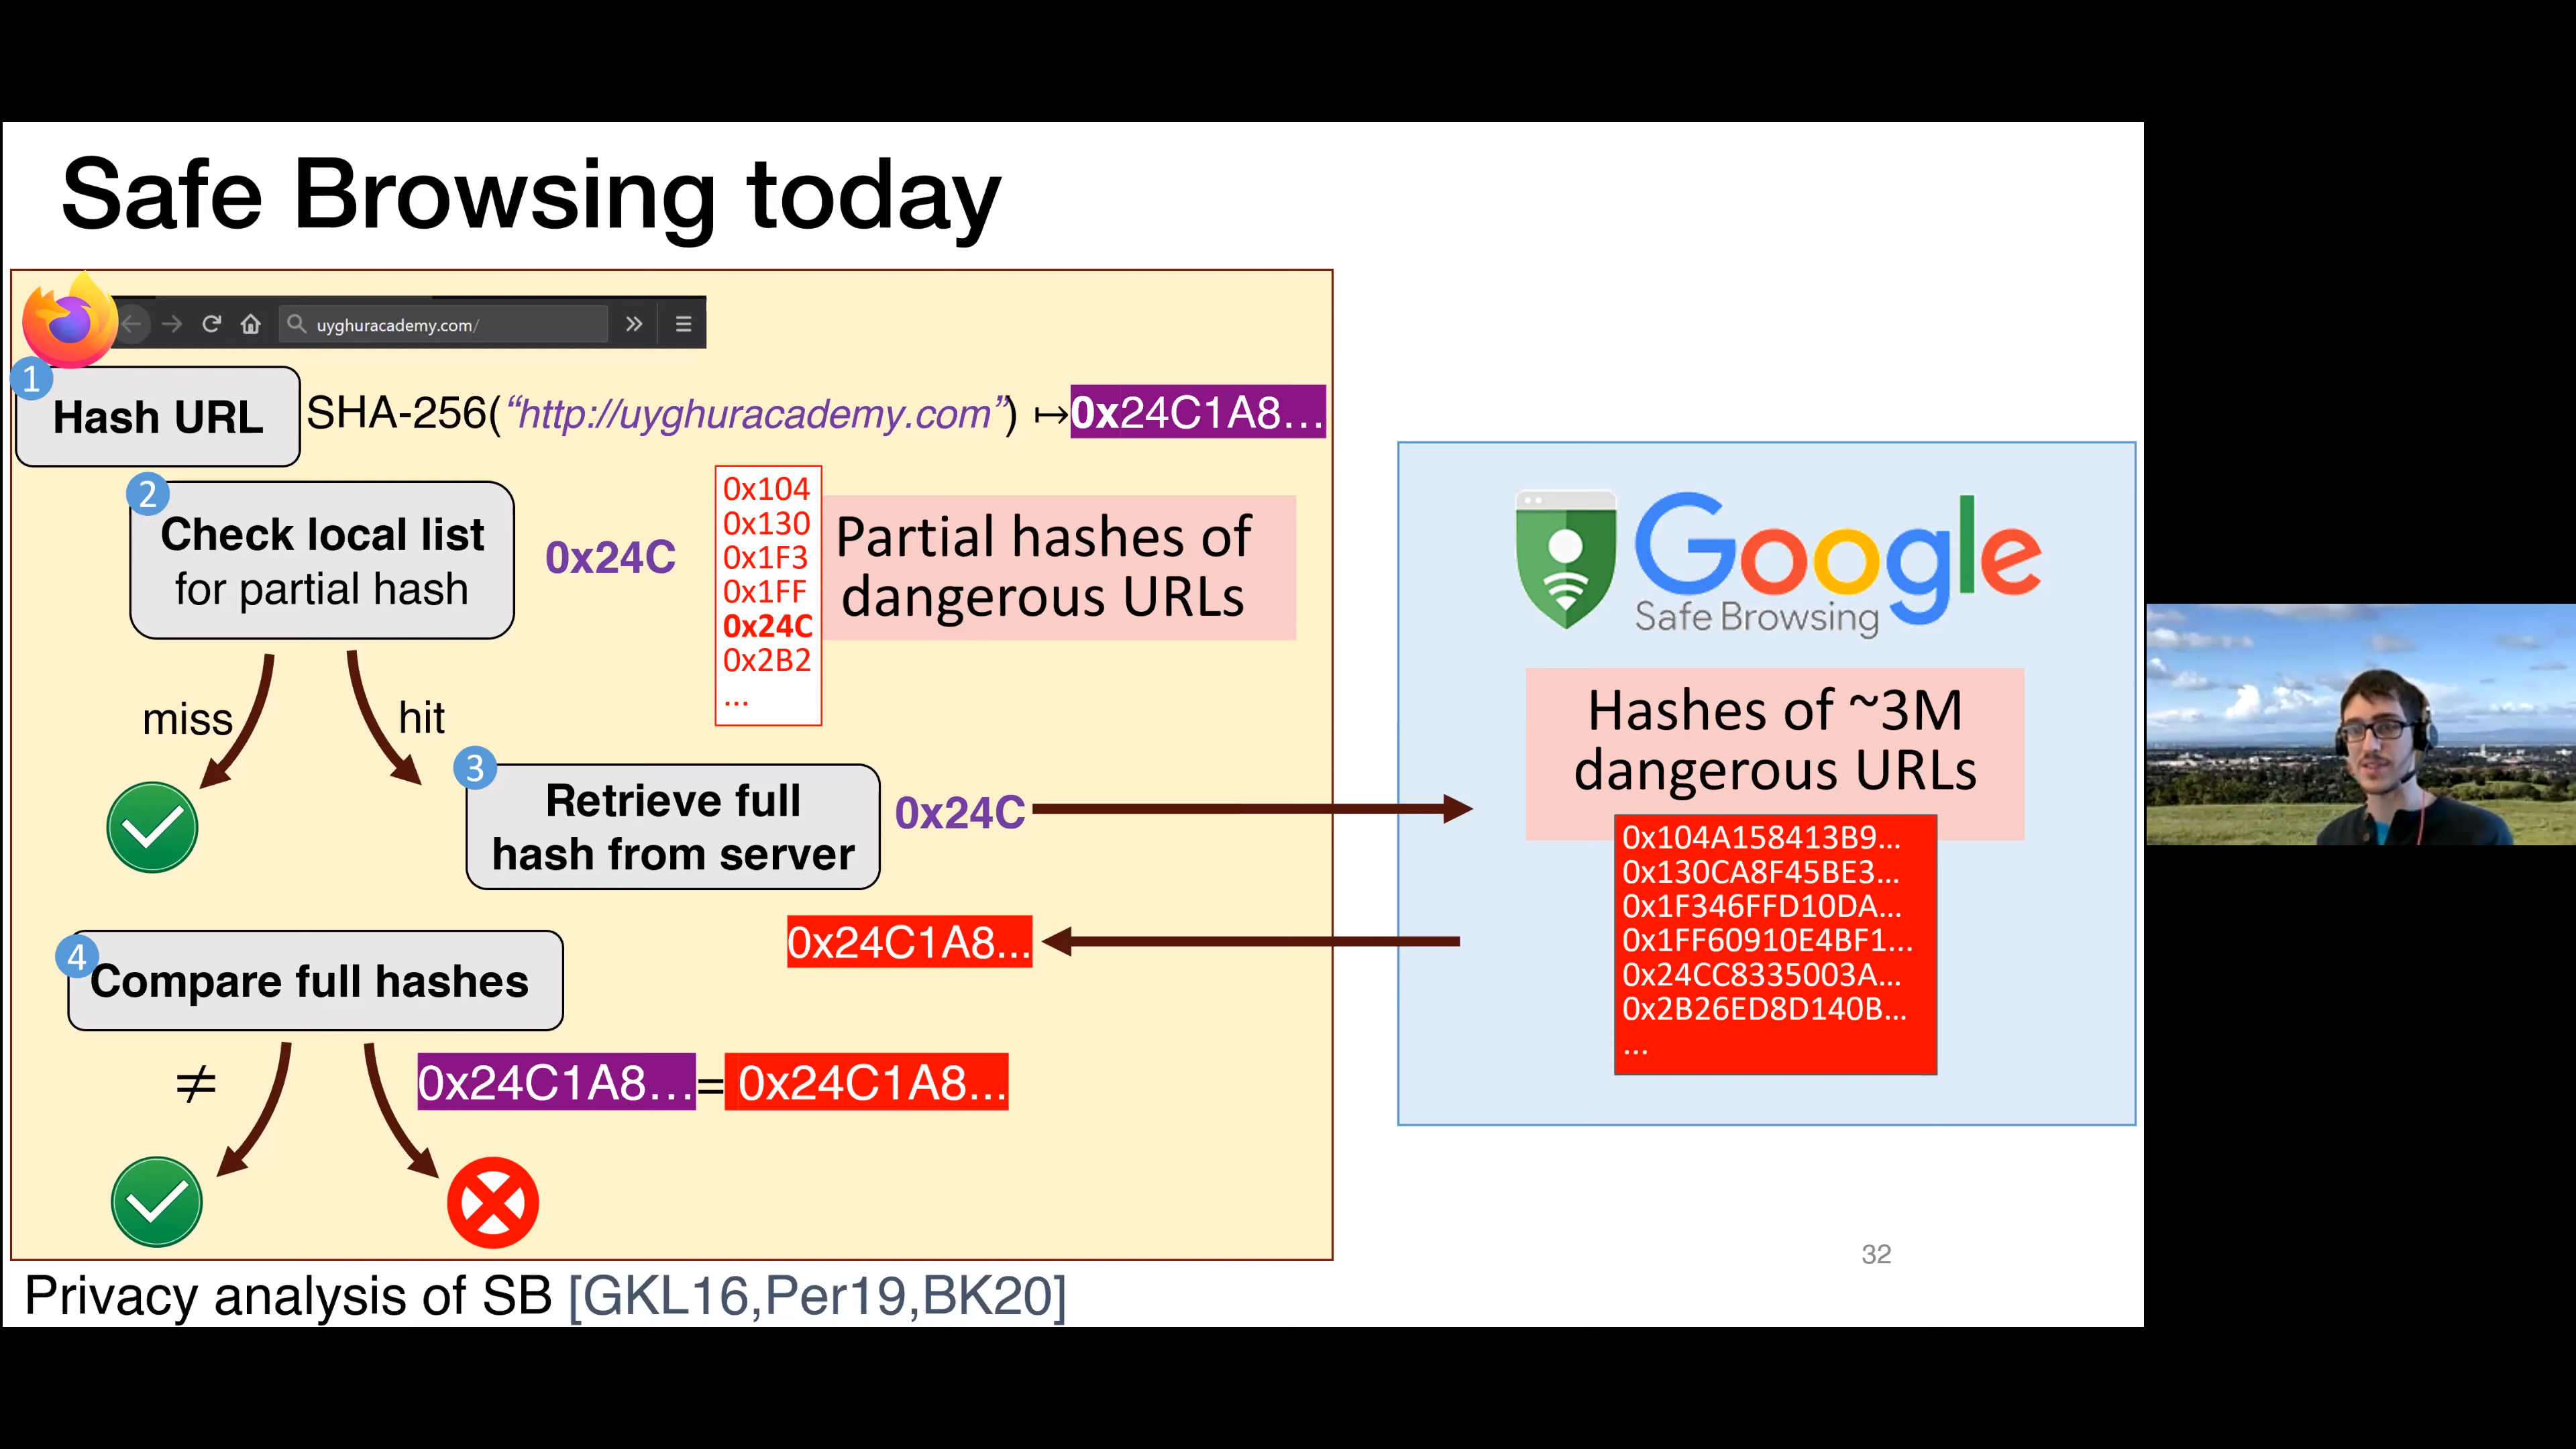 Safe Browsing today
uyghuracademy.com/
1
Hash URL
SHA-256(“http://uyghuracademy.com”) ↦ 0x24C1A8…
2
Check local list
for partial hash
0x24C
0x104
0x130
0x1F3
0x1FF
0x24C
0x2B2
...
Partial hashes of
dangerous URLs
miss
hit
3
Retrieve full
hash from server
0x24C
0x24C1A8...
4
Compare full hashes
≠
0x24C1A8… = 0x24C1A8...
Google
Safe Browsing
Hashes of ~3M
dangerous URLs
0x104A158413B9...
0x130CA8F45BE3...
0x1F346FFD10DA...
0x1FF60910E4BF1...
0x24CC8335003A...
0x2B26ED8D140B...
...
32
Privacy analysis of SB [GKL16,Per19,BK20]